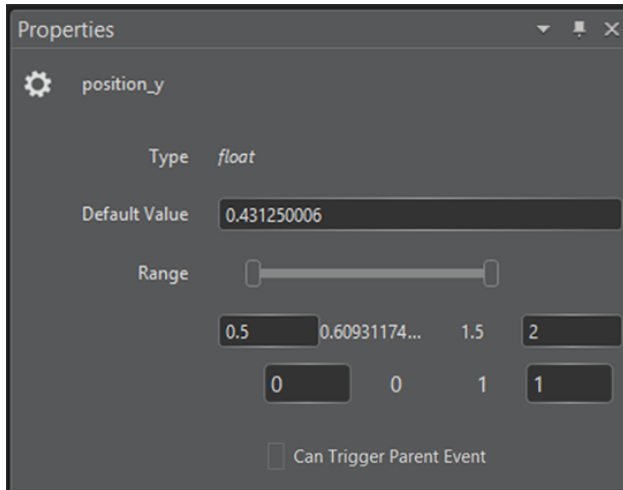 Properties
position_y
Type float
Default Value 0.431250006
Range
0.5 0.60931174... 1.5 2
0 0 1 1
Can Trigger Parent Event